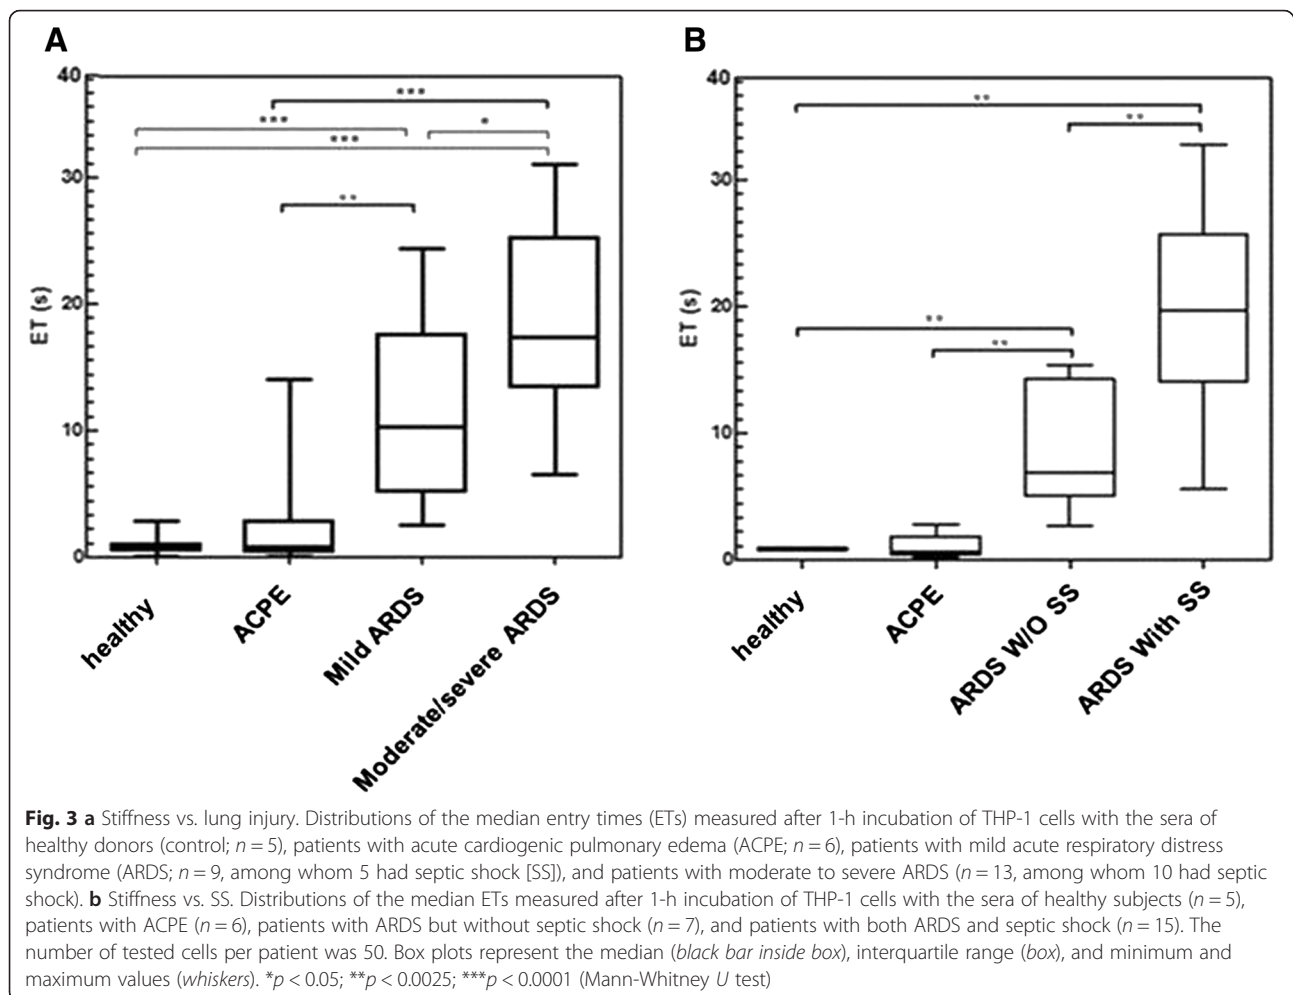 A
B
40
30
20
10
0
ET (s)
***
***
*
***
**
healthy
ACPE
Mild ARDS
Moderate/severe ARDS
40
30
20
10
0
ET (s)
**
**
**
**
healthy
ACPE
ARDS W/O SS
ARDS With SS
Fig. 3 a Stiffness vs. lung injury. Distributions of the median entry times (ETs) measured after 1-h incubation of THP-1 cells with the sera of
healthy donors (control; n = 5), patients with acute cardiogenic pulmonary edema (ACPE; n = 6), patients with mild acute respiratory distress
syndrome (ARDS; n = 9, among whom 5 had septic shock [SS]), and patients with moderate to severe ARDS (n = 13, among whom 10 had septic
shock). b Stiffness vs. SS. Distributions of the median ETs measured after 1-h incubation of THP-1 cells with the sera of healthy subjects (n = 5),
patients with ACPE (n = 6), patients with ARDS but without septic shock (n = 7), and patients with both ARDS and septic shock (n = 15). The
number of tested cells per patient was 50. Box plots represent the median (black bar inside box), interquartile range (box), and minimum and
maximum values (whiskers). *p < 0.05; **p < 0.0025; ***p < 0.0001 (Mann-Whitney U test)